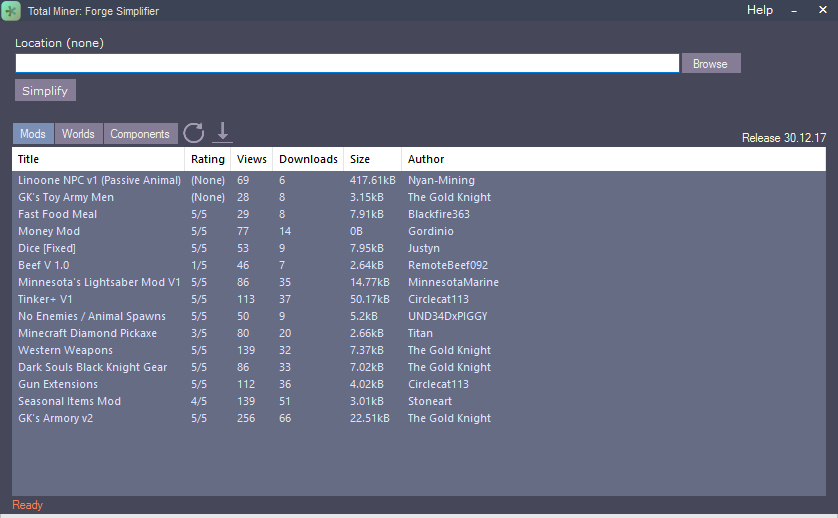 Total Miner: Forge Simplifier Help
Location (none)
Browse
Simplify
Mods Worlds Components
Release 30.12.17
Title Rating Views Downloads Size Author
Linoone NPC v1 (Passive Animal) (None) 69 6 417.61kB Nyan-Mining
GK's Toy Army Men (None) 28 8 3.15kB The Gold Knight
Fast Food Meal 5/5 29 8 7.91kB Blackfire363
Money Mod 5/5 77 14 0B Gordinio
Dice [Fixed] 5/5 53 9 7.95kB Justyn
Beef V 1.0 1/5 46 7 2.64kB RemoteBeef092
Minnesota's Lightsaber Mod V1 5/5 86 35 14.77kB MinnesotaMarine
Tinker+ V1 5/5 113 37 50.17kB Circlecat113
No Enemies / Animal Spawns 5/5 50 9 5.2kB UND34DxPIGGY
Minecraft Diamond Pickaxe 3/5 80 20 2.66kB Titan
Western Weapons 5/5 139 32 7.37kB The Gold Knight
Dark Souls Black Knight Gear 5/5 86 33 7.02kB The Gold Knight
Gun Extensions 5/5 112 36 4.02kB Circlecat113
Seasonal Items Mod 4/5 139 51 3.01kB Stoneart
GK's Armory v2 5/5 256 66 22.51kB The Gold Knight
Ready